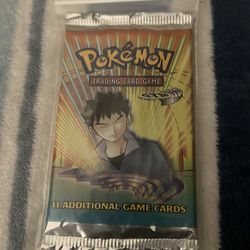 POKéMON
TRADING CARD GAME
11 ADDITIONAL GAME CARDS